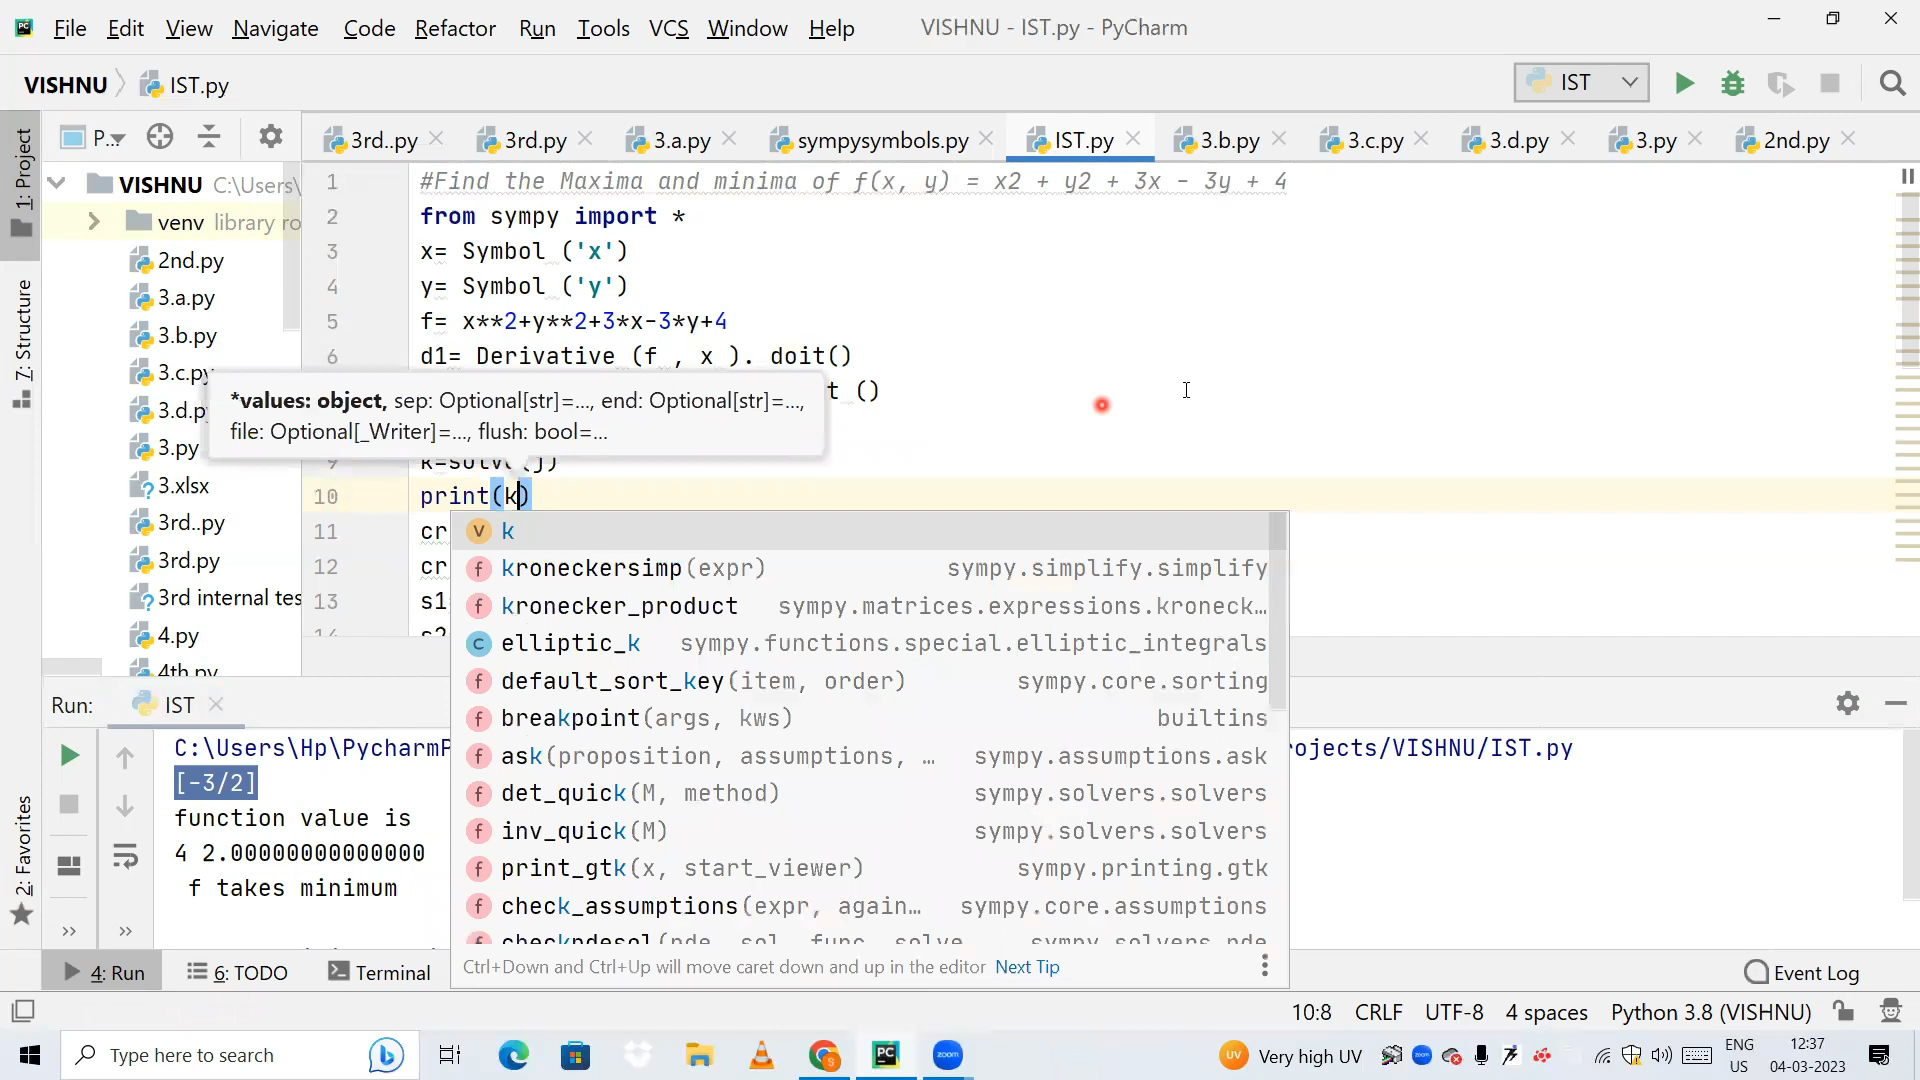 File Edit View Navigate Code Refactor Run Tools VCS Window Help VISHNU - IST.py - PyCharm
VISHNU IST.py IST
1: Project
7: Structure
2: Favorites
P...
3rd..py 3rd.py 3.a.py sympysymbols.py IST.py 3.b.py 3.c.py 3.d.py 3.py 2nd.py
VISHNU C:\Users\
venv library ro
2nd.py
3.a.py
3.b.py
3.c.py
3.d.p
3.py
3.xlsx
3rd..py
3rd.py
3rd internal tes
4.py
4th.py
1 #Find the Maxima and minima of f(x, y) = x2 + y2 + 3x - 3y + 4
2 from sympy import *
3 x= Symbol ('x')
4 y= Symbol ('y')
5 f= x**2+y**2+3*x-3*y+4
6 d1= Derivative (f , x ). doit()
t ()
*values: object, sep: Optional[str]=..., end: Optional[str]=...,
file: Optional[_Writer]=..., flush: bool=...
9 k=solve(j)
10 print(k)
11 cr
12 cr
13 s1
14 s2
k
kroneckersimp(expr) sympy.simplify.simplify
kronecker_product sympy.matrices.expressions.kroneck...
elliptic_k sympy.functions.special.elliptic_integrals
default_sort_key(item, order) sympy.core.sorting
breakpoint(args, kws) builtins
ask(proposition, assumptions, … sympy.assumptions.ask
det_quick(M, method) sympy.solvers.solvers
inv_quick(M) sympy.solvers.solvers
print_gtk(x, start_viewer) sympy.printing.gtk
check_assumptions(expr, again… sympy.core.assumptions
checkpdesol(pde, sol, func, solve sympy.solvers.pde
Ctrl+Down and Ctrl+Up will move caret down and up in the editor Next Tip
Run: IST
C:\Users\Hp\PycharmP rojects/VISHNU/IST.py
[-3/2]
function value is
4 2.00000000000000
f takes minimum
4: Run 6: TODO Terminal Event Log
10:8 CRLF UTF-8 4 spaces Python 3.8 (VISHNU)
Type here to search
PC
zoom
UV Very high UV
ENG
US
12:37
04-03-2023